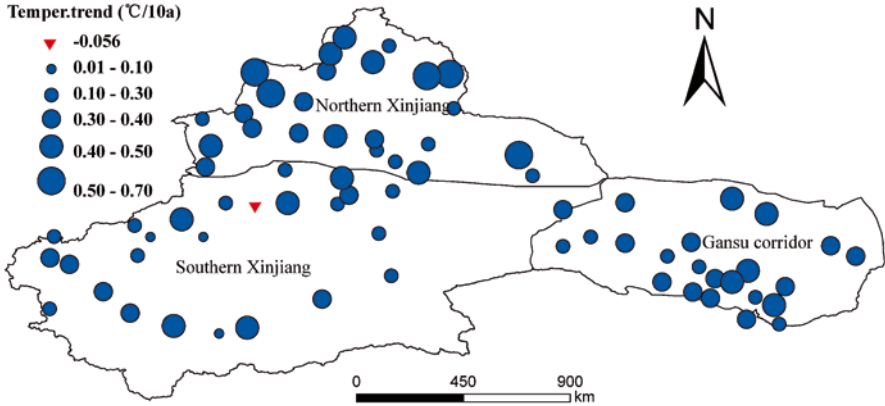 Temper.trend (℃/10a)
-0.056
0.01 - 0.10
0.10 - 0.30
0.30 - 0.40
0.40 - 0.50
0.50 - 0.70
N
Northern Xinjiang
Southern Xinjiang
Gansu corridor
0 450 900
km